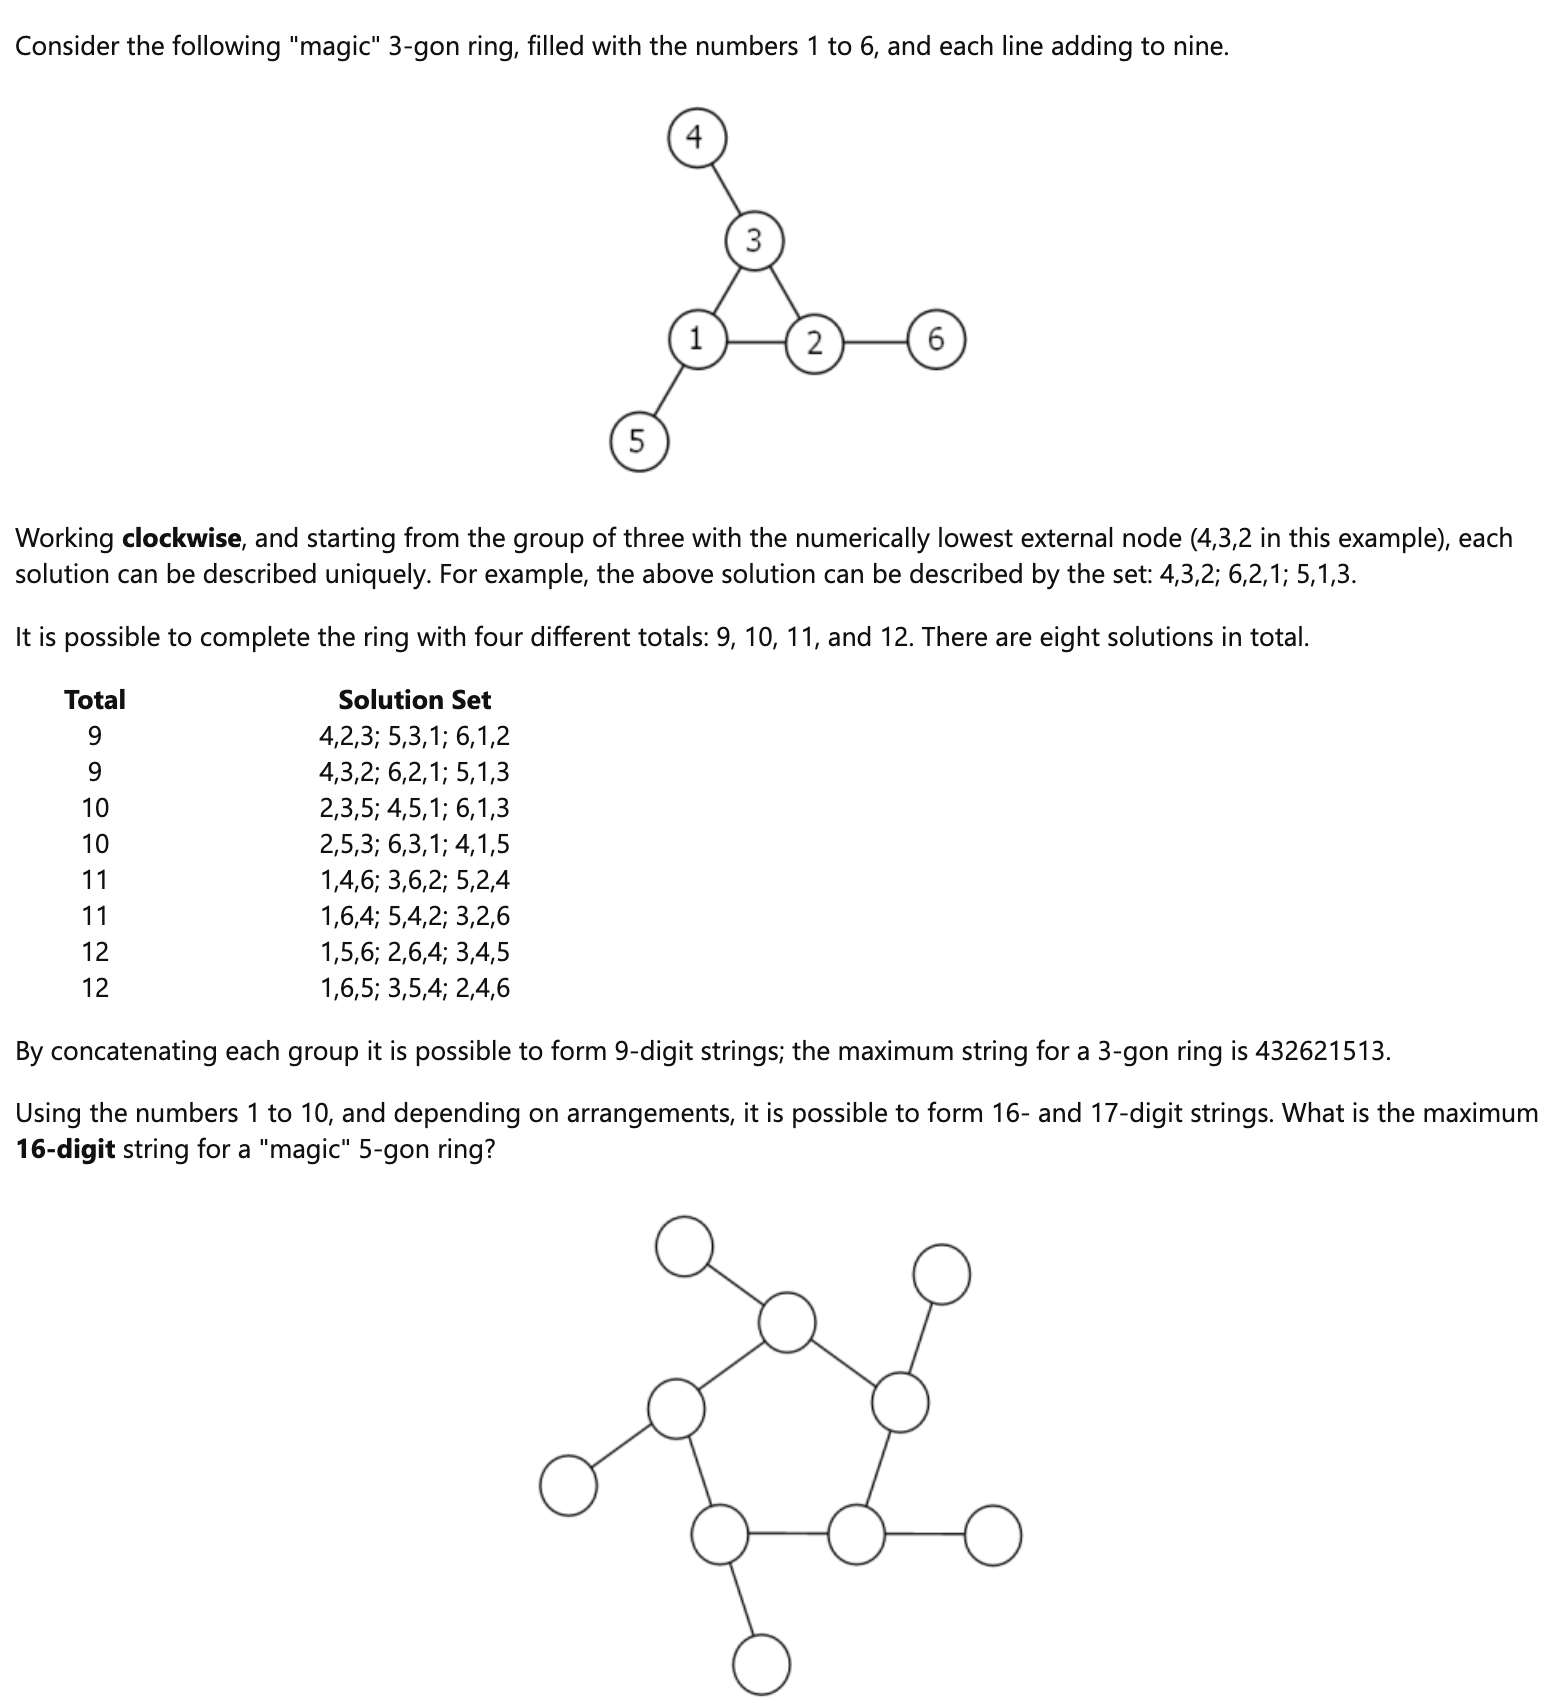 Consider the following "magic" 3-gon ring, filled with the numbers 1 to 6, and each line adding to nine.
4
3
1 2 6
5
Working clockwise, and starting from the group of three with the numerically lowest external node (4,3,2 in this example), each
solution can be described uniquely. For example, the above solution can be described by the set: 4,3,2; 6,2,1; 5,1,3.
It is possible to complete the ring with four different totals: 9, 10, 11, and 12. There are eight solutions in total.
Total Solution Set
9 4,2,3; 5,3,1; 6,1,2
9 4,3,2; 6,2,1; 5,1,3
10 2,3,5; 4,5,1; 6,1,3
10 2,5,3; 6,3,1; 4,1,5
11 1,4,6; 3,6,2; 5,2,4
11 1,6,4; 5,4,2; 3,2,6
12 1,5,6; 2,6,4; 3,4,5
12 1,6,5; 3,5,4; 2,4,6
By concatenating each group it is possible to form 9-digit strings; the maximum string for a 3-gon ring is 432621513.
Using the numbers 1 to 10, and depending on arrangements, it is possible to form 16- and 17-digit strings. What is the maximum
16-digit string for a "magic" 5-gon ring?